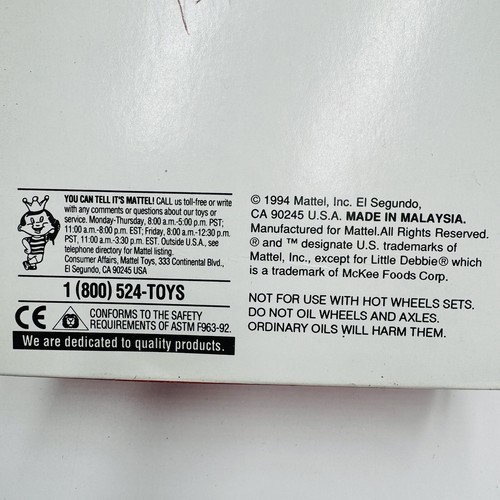 YOU CAN TELL IT'S MATTEL! CALL us toll-free or write
with any comments or questions about our toys or
service. Monday-Thursday, 8:00 a.m.-5:00 p.m. PST;
11:00 a.m.-8:00 p.m. EST; Friday, 8:00 a.m.-12:30 p.m.
PST, 11:00 a.m.-3:30 p.m. EST. Outside U.S.A., see
telephone directory for Mattel listing.
Consumer Affairs, Mattel Toys, 333 Continental Blvd.,
El Segundo, CA 90245 USA
1 (800) 524-TOYS
CE CONFORMS TO THE SAFETY
REQUIREMENTS OF ASTM F963-92.
We are dedicated to quality products.
© 1994 Mattel, Inc. El Segundo,
CA 90245 U.S.A. MADE IN MALAYSIA.
Manufactured for Mattel.All Rights Reserved.
® and ™ designate U.S. trademarks of
Mattel, Inc., except for Little Debbie® which
is a trademark of McKee Foods Corp.
NOT FOR USE WITH HOT WHEELS SETS.
DO NOT OIL WHEELS AND AXLES.
ORDINARY OILS WILL HARM THEM.